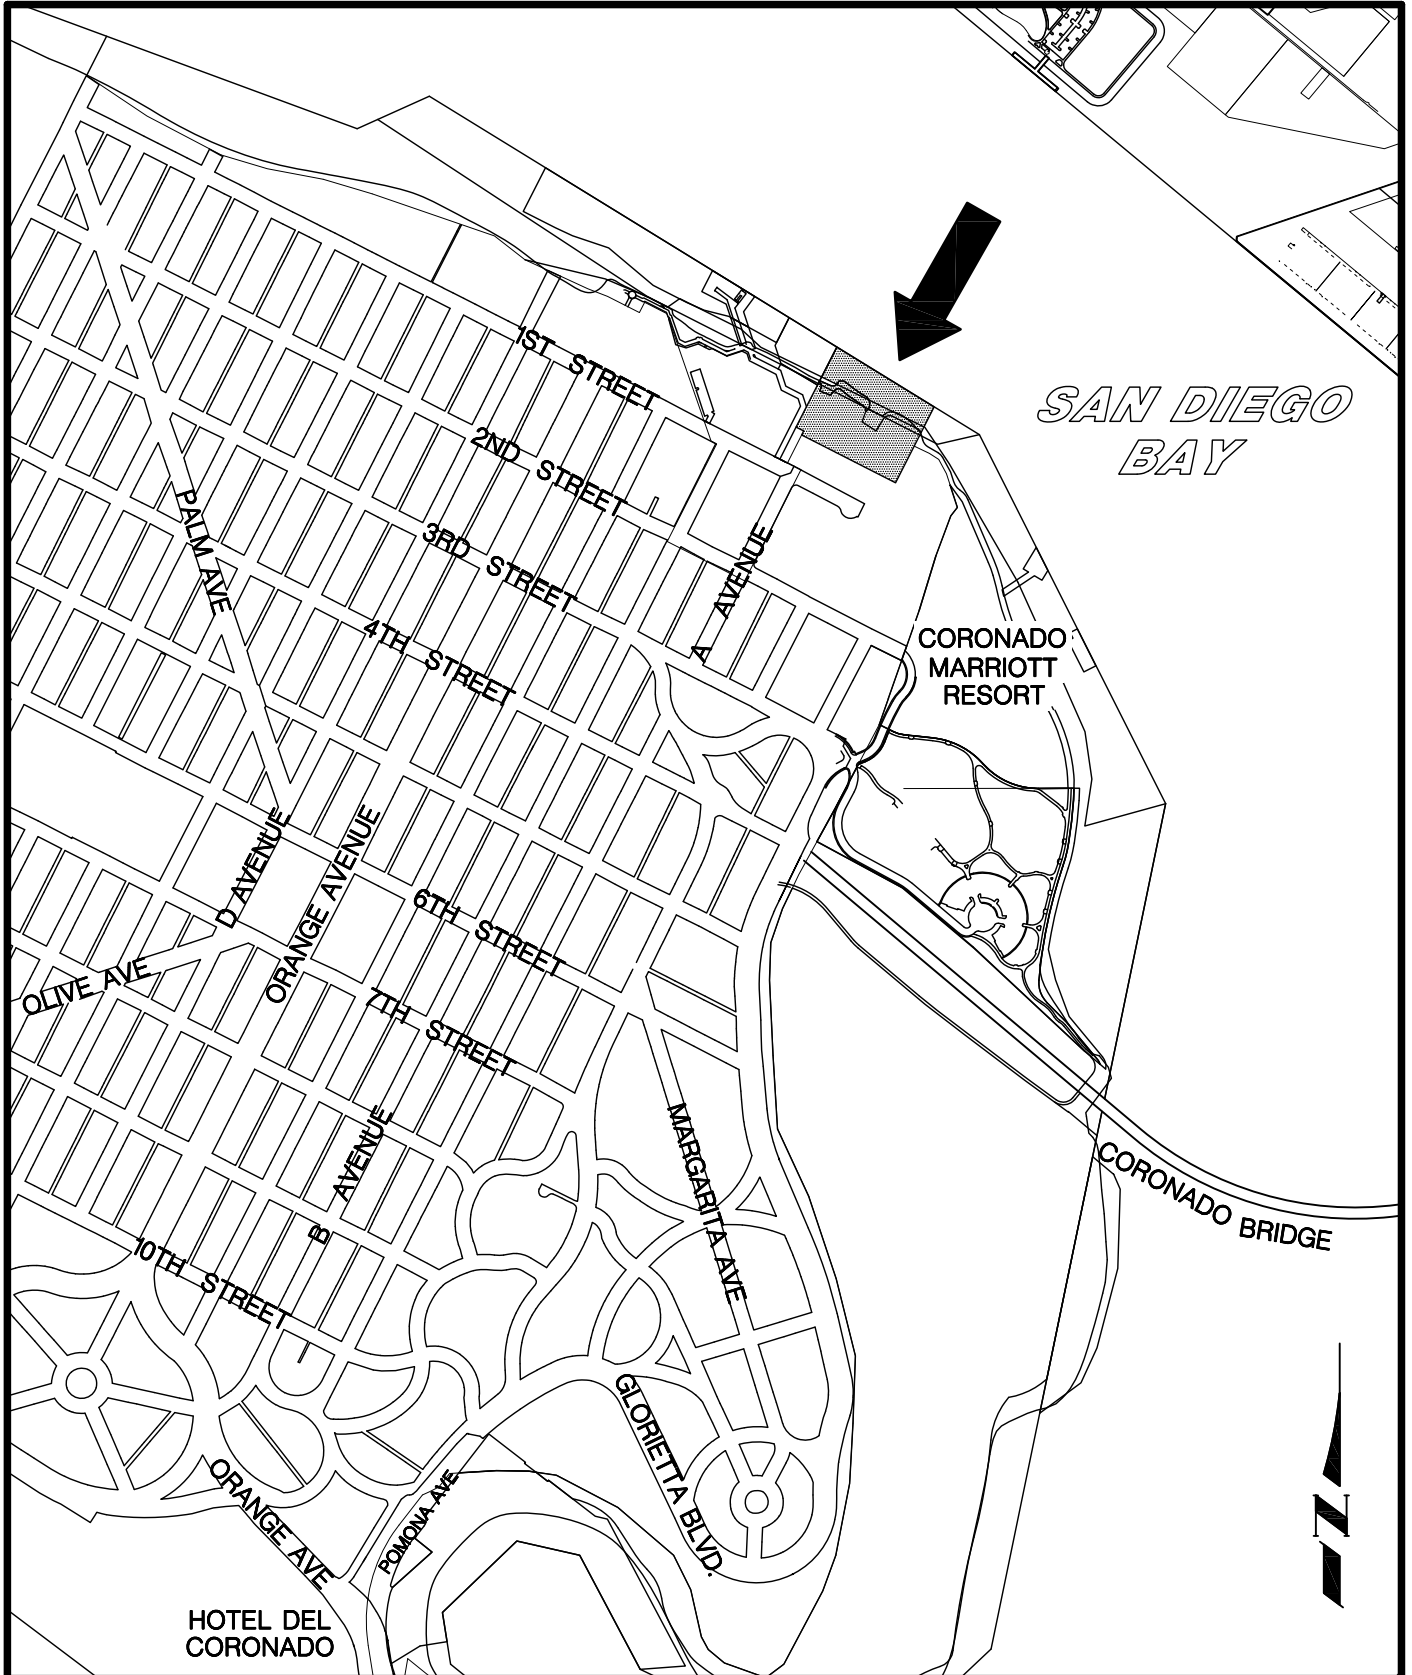 1ST STREET
SAN DIEGO
BAY
2ND STREET
PALM AVE
3RD STREET
A AVENUE
4TH STREET
CORONADO
MARRIOTT
RESORT
D AVENUE
ORANGE AVENUE
6TH STREET
OLIVE AVE
7TH STREET
MARGARITA AVE
B AVENUE
CORONADO BRIDGE
10TH STREET
GLORIETTA BLVD.
ORANGE AVE
POMONA AVE
N
HOTEL DEL
CORONADO